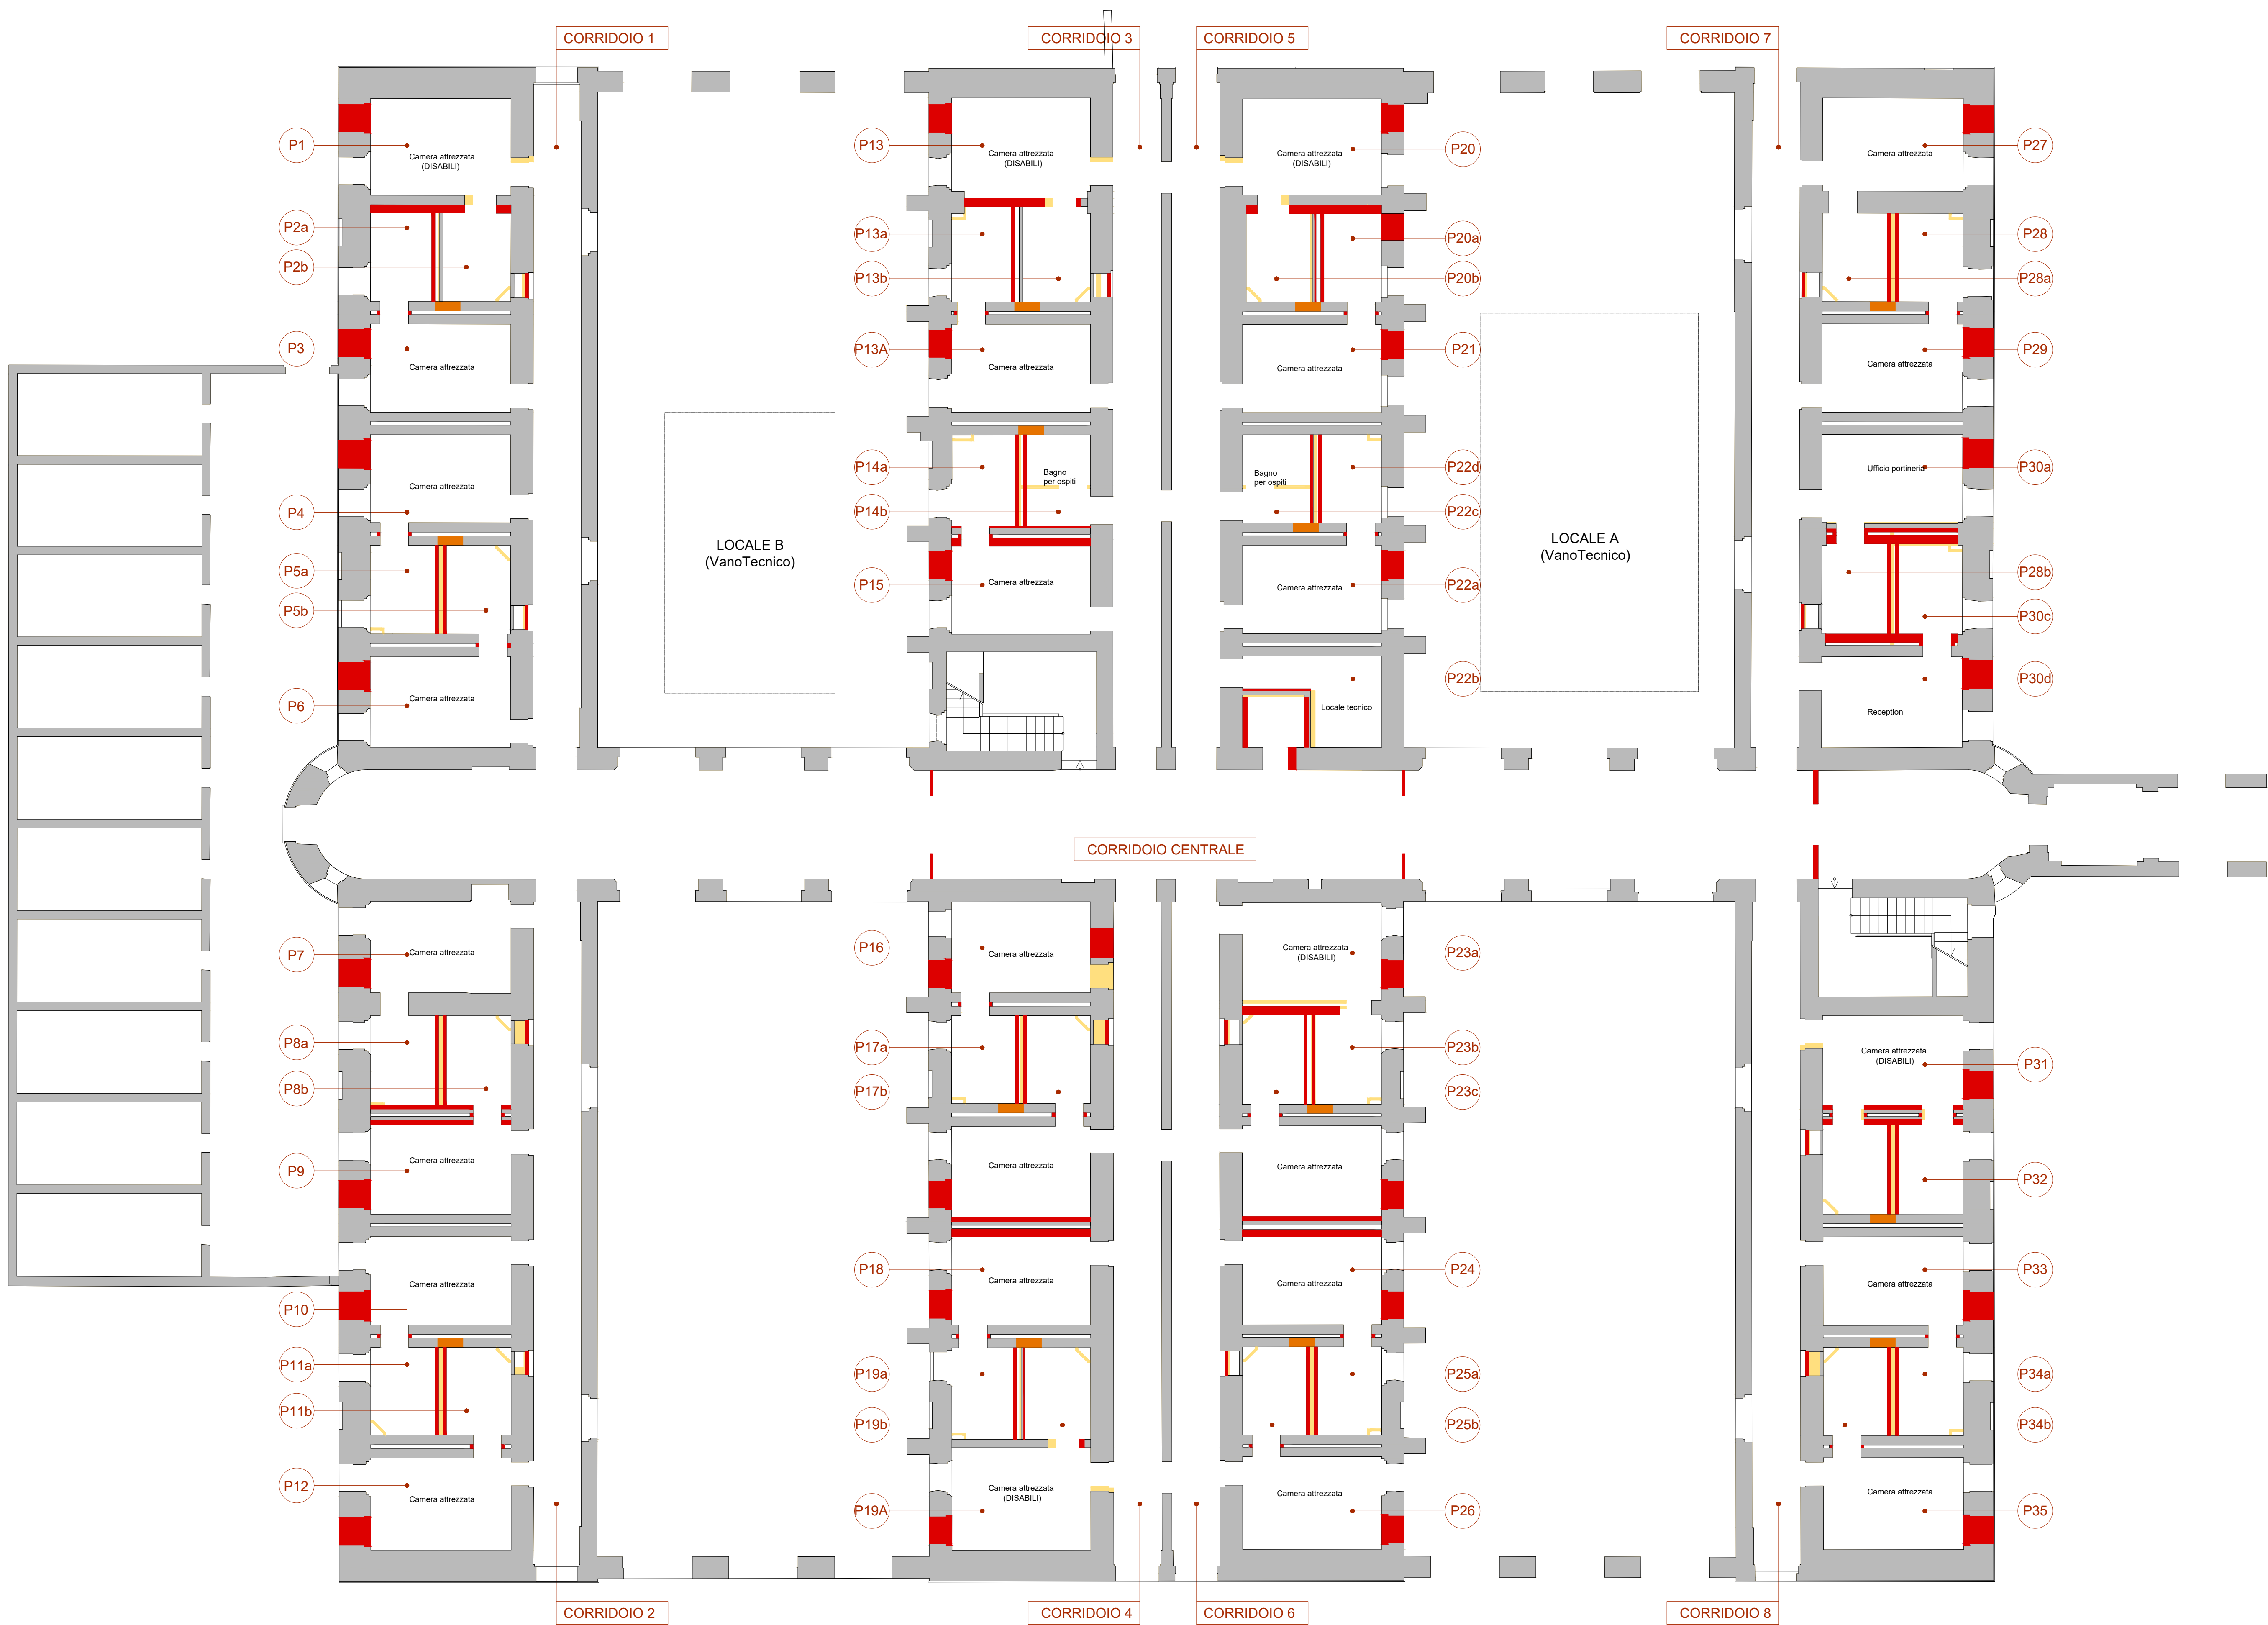 CORRIDOIO 1
CORRIDOIO 3
CORRIDOIO 5
CORRIDOIO 7
P1
Camera attrezzata
(DISABILI)
P13
Camera attrezzata
(DISABILI)
Camera attrezzata
(DISABILI)
P20
Camera attrezzata
P27
P2a
P13a
P20a
P28
P2b
P13b
P20b
P28a
P3
Camera attrezzata
P13A
Camera attrezzata
Camera attrezzata
P21
Camera attrezzata
P29
Camera attrezzata
P14a
Bagno
per ospiti
Bagno
per ospiti
P22d
Ufficio portineria
P30a
P4
P14b
P22c
LOCALE B
(VanoTecnico)
LOCALE A
(VanoTecnico)
P5a
P15
Camera attrezzata
Camera attrezzata
P22a
P28b
P5b
P30c
P6
Camera attrezzata
P22b
Locale tecnico
P30d
Reception
CORRIDOIO CENTRALE
P7
Camera attrezzata
P16
Camera attrezzata
Camera attrezzata
(DISABILI)
P23a
P8a
P17a
P23b
Camera attrezzata
(DISABILI)
P31
P8b
P17b
P23c
P9
Camera attrezzata
Camera attrezzata
Camera attrezzata
P32
Camera attrezzata
P18
Camera attrezzata
Camera attrezzata
P24
Camera attrezzata
P33
P10
P11a
P19a
P25a
P34a
P11b
P19b
P25b
P34b
P12
Camera attrezzata
P19A
Camera attrezzata
(DISABILI)
Camera attrezzata
P26
Camera attrezzata
P35
CORRIDOIO 2
CORRIDOIO 4
CORRIDOIO 6
CORRIDOIO 8